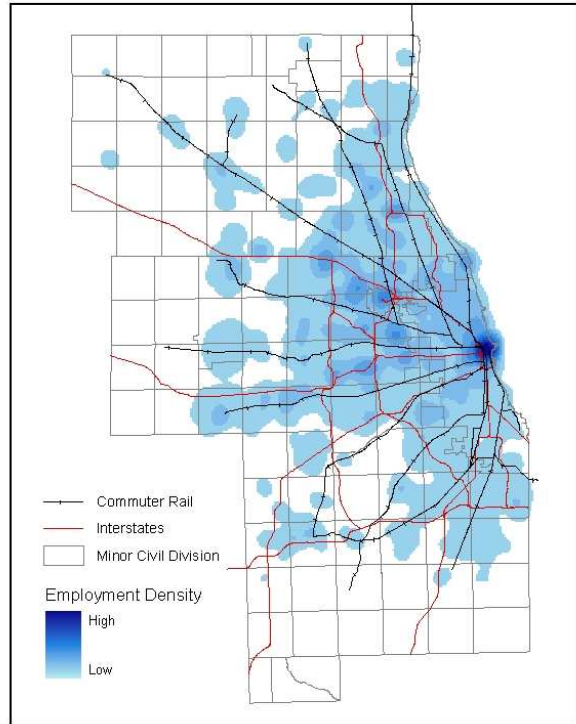 Commuter Rail
Interstates
Minor Civil Division
Employment Density
High
Low